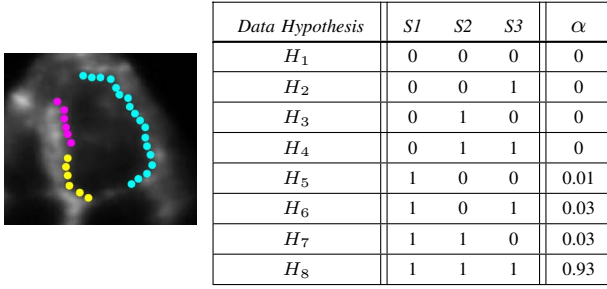 Data Hypothesis S1 S2 S3 α
H₁ 0 0 0 0
H₂ 0 0 1 0
H₃ 0 1 0 0
H₄ 0 1 1 0
H₅ 1 0 0 0.01
H₆ 1 0 1 0.03
H₇ 1 1 0 0.03
H₈ 1 1 1 0.93